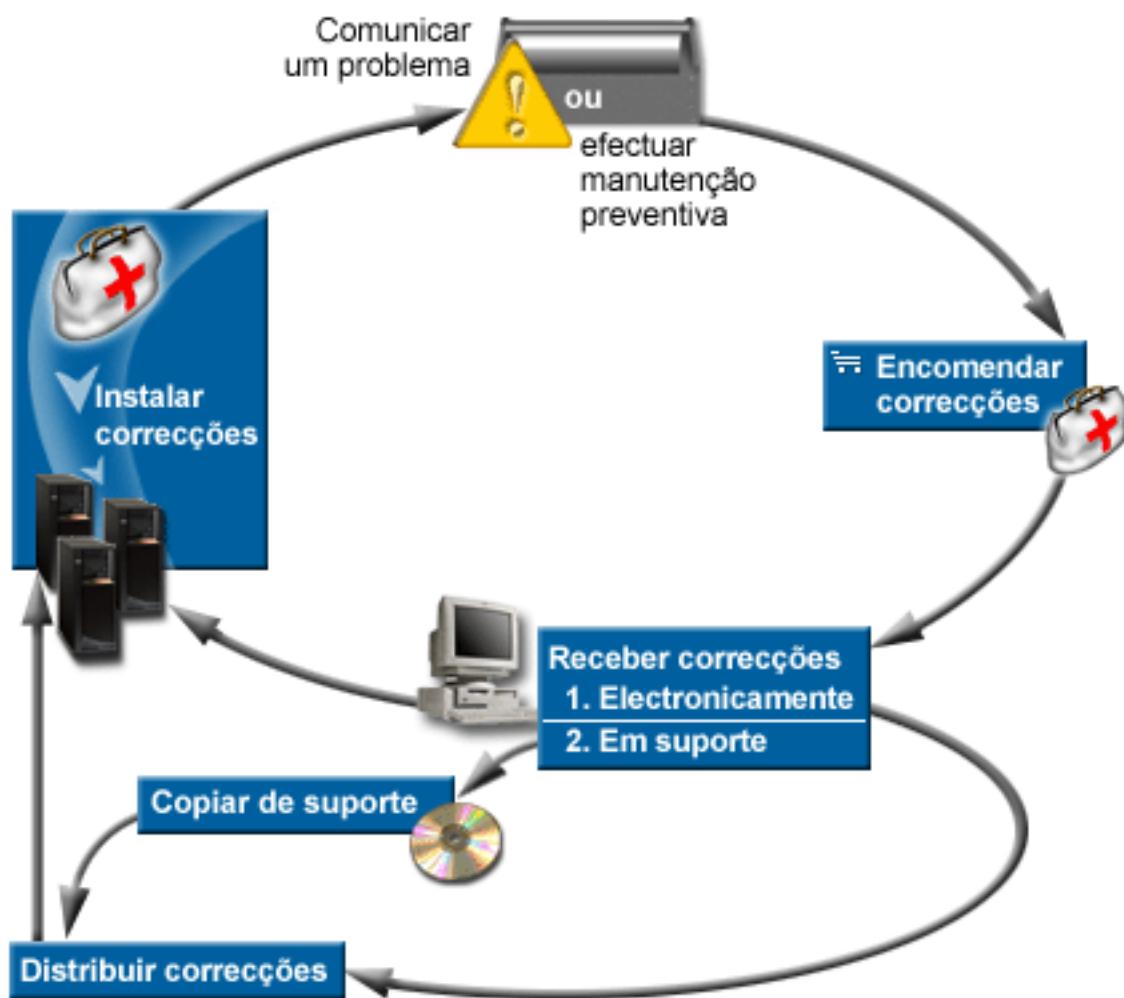 Comunicar
um problema
ou
efectuar
manutenção
preventiva
Encomendar
correcções
Instalar
correcções
Receber correcções
1. Electronicamente
2. Em suporte
Copiar de suporte
Distribuir correcções